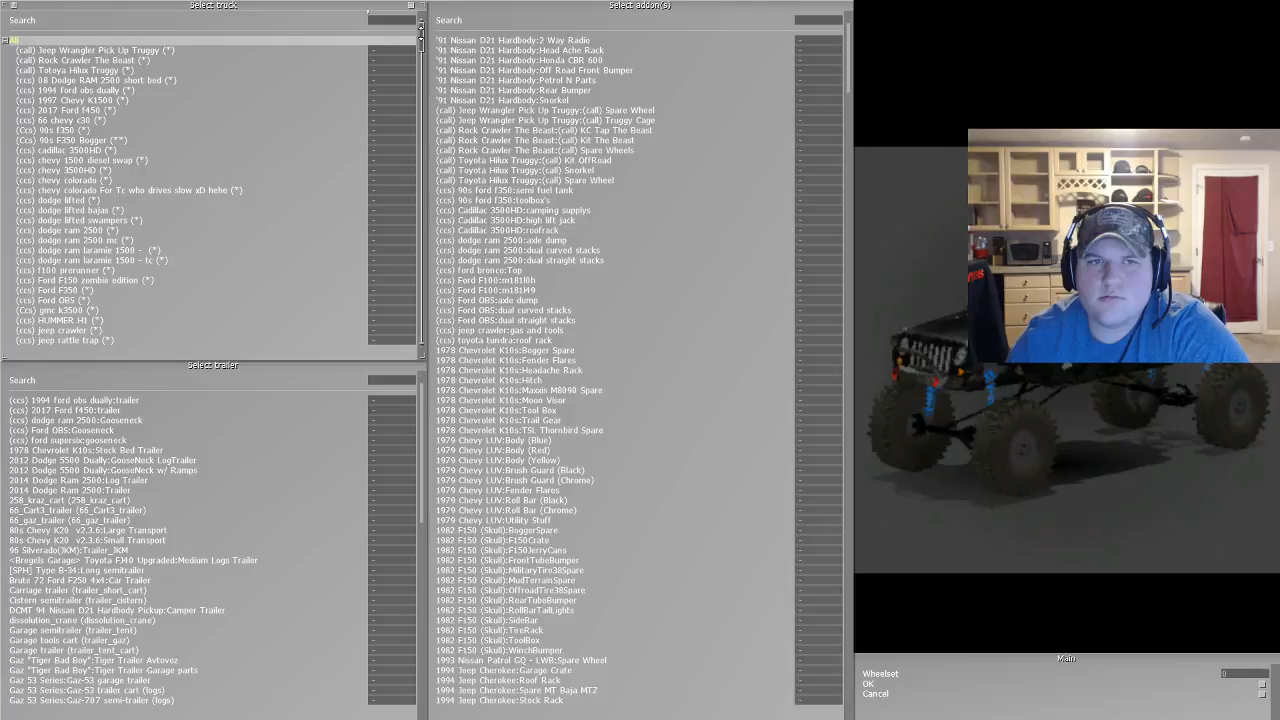 Select truck
Search
All
(call) Jeep Wrangler Pick Up Truggy (*)
(call) Rock Crawler The Beast (*)
(call) Totoya Hilux Truggy (*)
(ccs) 08 Dodge RAM 2500 short bed (*)
(ccs) 1994 ford obs dually (*)
(ccs) 1997 Chevy K1500 (*)
(ccs) 2017 Ford f450 (*)
(ccs) 66 chevy c30 (*)
(ccs) 90s f350 (*)
(ccs) 90s F350 Bogger (**)
(ccs) cadillac 3500HD (*)
(ccs) chevy 1500 diesel swap (*)
(ccs) chevy 3500HD (*)
(ccs) chevy colorado (*)
(ccs) chevy colorado For Tc who drives slow xD hehe (*)
(ccs) dodge lifted (*)
(ccs) dodge lifted bajas (*)
(ccs) dodge lifted swampers (*)
(ccs) dodge ram 2500 (*)
(ccs) dodge ram 2500 mc (*)
(ccs) dodge ram laramie 1500 - (*)
(ccs) dodge ram laramie 1500 - tc (*)
(ccs) f100 prerunner (*)
(ccs) Ford F150 zombie edition (*)
(ccs) Ford F350 (*)
(ccs) Ford OBS (*)
(ccs) gmc k3500 (*)
(ccs) HUMMER H1 (*)
(ccs) jeep crawler (*)
(ccs) jeep rattle trap (*)
Select trailer
Search
(ccs) 1994 ford obs dually:trailer
(ccs) 2017 Ford f450:trailer
(ccs) dodge ram 2500:Gooseneck
(ccs) Ford OBS:Gooseneck
(ccs) ford supersix:gooseneck
1978 Chevrolet K10s:Stock Bed Trailer
2012 Dodge 5500 Dually:GooseNeck LogTrailer
2012 Dodge 5500 Dually:GooseNeck w/ Ramps
2014 Dodge Ram 2500:Log Trailer
2014 Dodge Ram 2500:Trailer
258_kraz_cart (258_kraz_cart)
66_Cart3_trailer (66_Cart3_trailer)
66_gaz_trailer (66_gaz_trailer)
80s Chevy K20 v2.3.6:Large Transport
80s Chevy K20 v2.3.6:Small Transport
96 Silverado(JKM):Trailer_JKM
<Bregels Garage> Toyota FJ40 Upgraded:Medium Logs Trailer
[SPH] Type B-34:Long semitrailer
Brute 72 Ford F250 4x4:Car Trailer
Carriage trailer (trailer_short_cart)
Cistern semitrailer (trailer_cistern)
DCMT 94 Nissan D21 Hardbody Pickup:Camper Trailer
dissolution_crane (dissolution_crane)
Garage semitrailer (trailer_tent)
Garage tools cart (trailer_gaz)
Garage trailer (trailer_tent_cart)
Gaz "Tiger Bad Boy":Tiger Trailer Avtovoz
Gaz "Tiger Bad Boy":Tiger Trailer Garage parts
Gaz 53 Series:Gaz-53 garage trailer
Gaz 53 Series:Gaz-53 trailer cart (logs)
Gaz 53 Series:Gaz-707 semi-trailer (logs)
Select addon(s)
Search
'91 Nissan D21 Hardbody:2 Way Radio
'91 Nissan D21 Hardbody:Head Ache Rack
'91 Nissan D21 Hardbody:Honda CBR 600
'91 Nissan D21 Hardbody:Off Road Front Bumper
'91 Nissan D21 Hardbody:Petrol N Parts
'91 Nissan D21 Hardbody:Rear Bumper
'91 Nissan D21 Hardbody:Snorkel
(call) Jeep Wrangler Pick Up Truggy:(call) Spare Wheel
(call) Jeep Wrangler Pick Up Truggy:(call) Truggy Cage
(call) Rock Crawler The Beast:(call) KC Tap The Beast
(call) Rock Crawler The Beast:(call) Kit The Beast
(call) Rock Crawler The Beast:(call) Spare Wheels
(call) Toyota Hilux Truggy:(call) Kit OffRoad
(call) Toyota Hilux Truggy:(call) Snorkel
(call) Toyota Hilux Truggy:(call) Spare Wheel
(ccs) 90s ford f350:semi fuel tank
(ccs) 90s ford f350:toolbox's
(ccs) Cadillac 3500HD:camping supplys
(ccs) Cadillac 3500HD:high lift jack
(ccs) Cadillac 3500HD:roofrack
(ccs) dodge ram 2500:axle dump
(ccs) dodge ram 2500:dual curved stacks
(ccs) dodge ram 2500:dual straight stacks
(ccs) ford bronco:Top
(ccs) Ford F100:m181l0h
(ccs) Ford F100:m181l49
(ccs) Ford OBS:axle dump
(ccs) Ford OBS:dual curved stacks
(ccs) Ford OBS:dual straight stacks
(ccs) jeep crawler:gas and tools
(ccs) toyota tundra:roof rack
1978 Chevrolet K10s:Bogger Spare
1978 Chevrolet K10s:Fender Flares
1978 Chevrolet K10s:Headache Rack
1978 Chevrolet K10s:Hitch
1978 Chevrolet K10s:Maxxis M8090 Spare
1978 Chevrolet K10s:Moon Visor
1978 Chevrolet K10s:Tool Box
1978 Chevrolet K10s:Trail Gear
1978 Chevrolet K10s:TSL Thornbird Spare
1979 Chevy LUV:Body (Blue)
1979 Chevy LUV:Body (Red)
1979 Chevy LUV:Body (Yellow)
1979 Chevy LUV:Brush Guard (Black)
1979 Chevy LUV:Brush Guard (Chrome)
1979 Chevy LUV:Fender Flares
1979 Chevy LUV:Roll Bar (Black)
1979 Chevy LUV:Roll Bar (Chrome)
1979 Chevy LUV:Utility Stuff
1982 F150 (Skull):BoggerSpare
1982 F150 (Skull):F150Crate
1982 F150 (Skull):F150JerryCans
1982 F150 (Skull):FrontTubeBumper
1982 F150 (Skull):MilitaryTire38Spare
1982 F150 (Skull):MudTerrainSpare
1982 F150 (Skull):OffroadTire38Spare
1982 F150 (Skull):RearTubeBumper
1982 F150 (Skull):RollBarTailLights
1982 F150 (Skull):SideBar
1982 F150 (Skull):TireRack
1982 F150 (Skull):ToolBox
1982 F150 (Skull):WinchBumper
1993 Nissan Patrol GQ - LWB:Spare Wheel
1994 Jeep Cherokee:Garage Crate
1994 Jeep Cherokee:Roof Rack
1994 Jeep Cherokee:Spare MT Baja MTZ
1994 Jeep Cherokee:Stock Rack
Wheelset
0
OK
Cancel